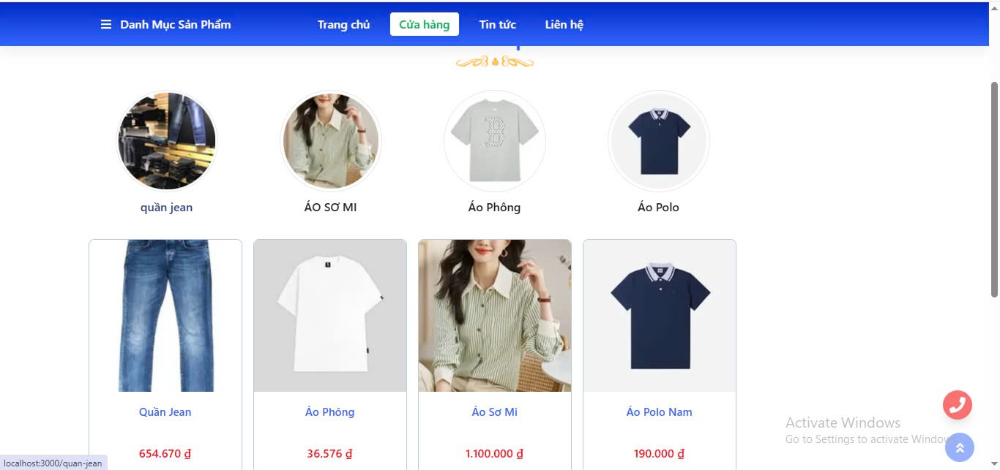 Danh Mục Sản Phẩm Trang chủ Cửa hàng Tin tức Liên hệ
quần jean ÁO SƠ MI Áo Phông Áo Polo
Quần Jean Áo Phông Áo Sơ Mi Áo Polo Nam
Activate Windows
Go to Settings to activate Windows
654.670 ₫ 36.576 ₫ 1.100.000 ₫ 190.000 ₫
localhost:3000/quan-jean